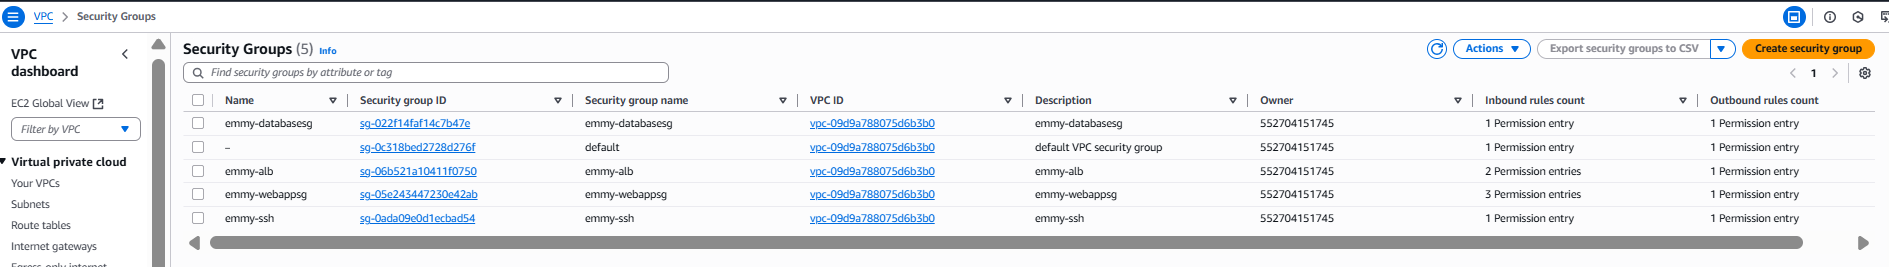 VPC > Security Groups
VPC dashboard
EC2 Global View
Filter by VPC
Virtual private cloud
Your VPCs
Subnets
Route tables
Internet gateways
Egress-only internet
Security Groups (5) Info
Actions Export security groups to CSV Create security group
Find security groups by attribute or tag
1
Name Security group ID Security group name VPC ID Description Owner Inbound rules count Outbound rules count
emmy-databasesg sg-022f14faf14c7b47e emmy-databasesg vpc-09d9a788075d6b3b0 emmy-databasesg 552704151745 1 Permission entry 1 Permission entry
– sg-0c318bed2728d276f default vpc-09d9a788075d6b3b0 default VPC security group 552704151745 1 Permission entry 1 Permission entry
emmy-alb sg-06b521a10411f0750 emmy-alb vpc-09d9a788075d6b3b0 emmy-alb 552704151745 2 Permission entries 1 Permission entry
emmy-webappsg sg-05e243447230e42ab emmy-webappsg vpc-09d9a788075d6b3b0 emmy-webappsg 552704151745 3 Permission entries 1 Permission entry
emmy-ssh sg-0ada09e0d1ecbad54 emmy-ssh vpc-09d9a788075d6b3b0 emmy-ssh 552704151745 1 Permission entry 1 Permission entry